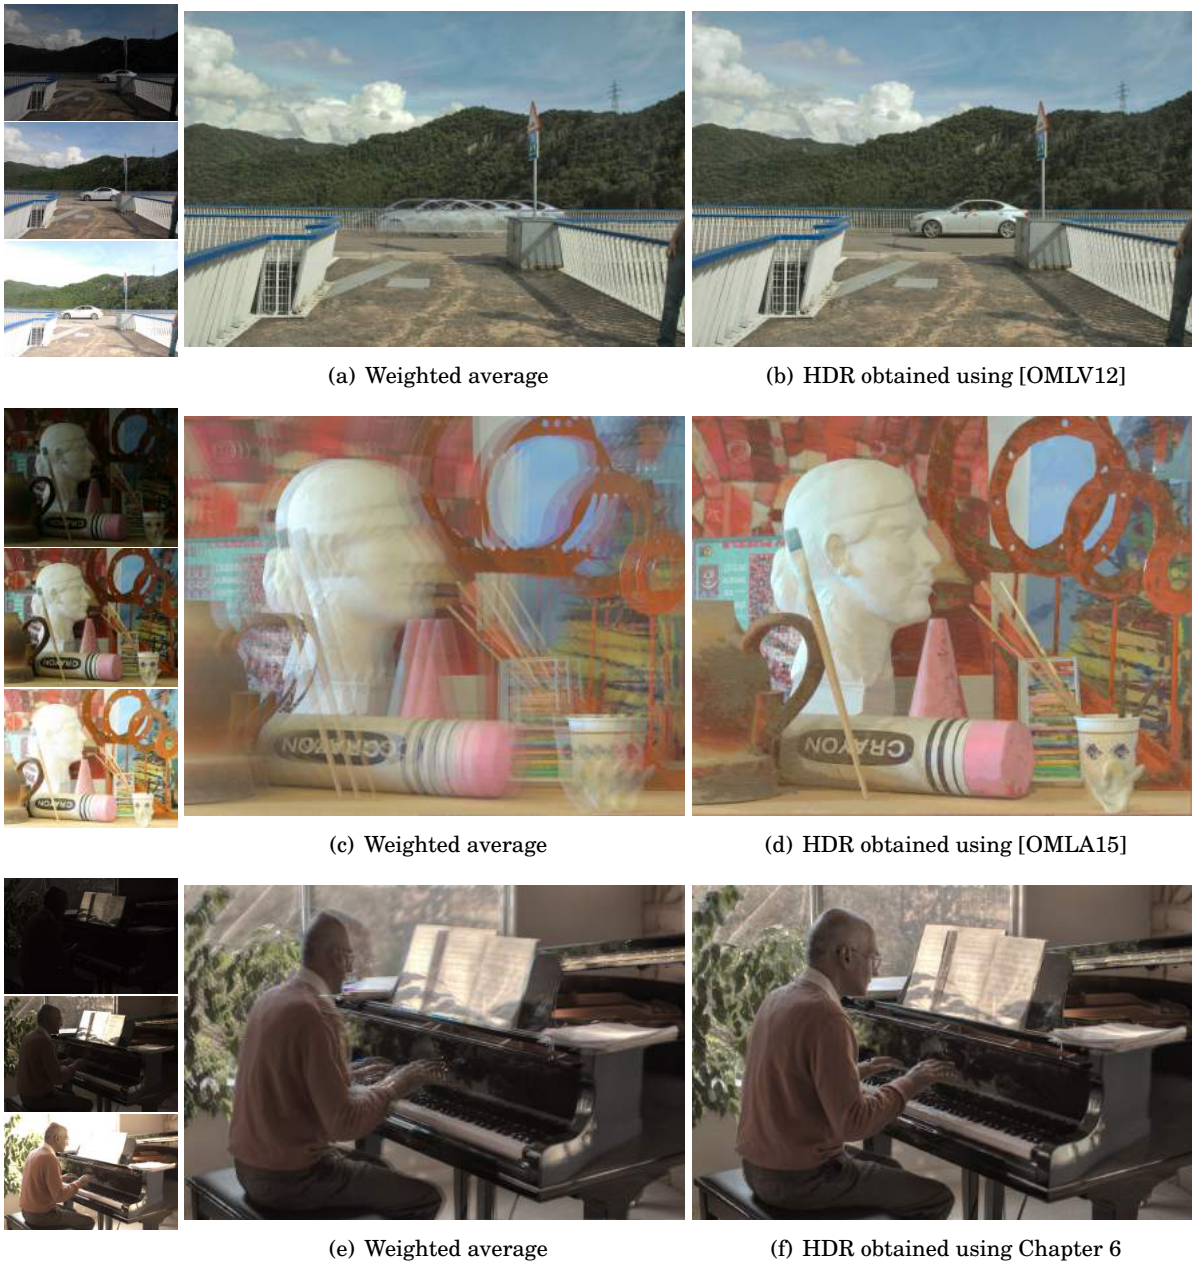 (a) Weighted average
(b) HDR obtained using [OMLV12]
CRAYON
CRAYON
(c) Weighted average
(d) HDR obtained using [OMLA15]
(e) Weighted average
(f) HDR obtained using Chapter 6